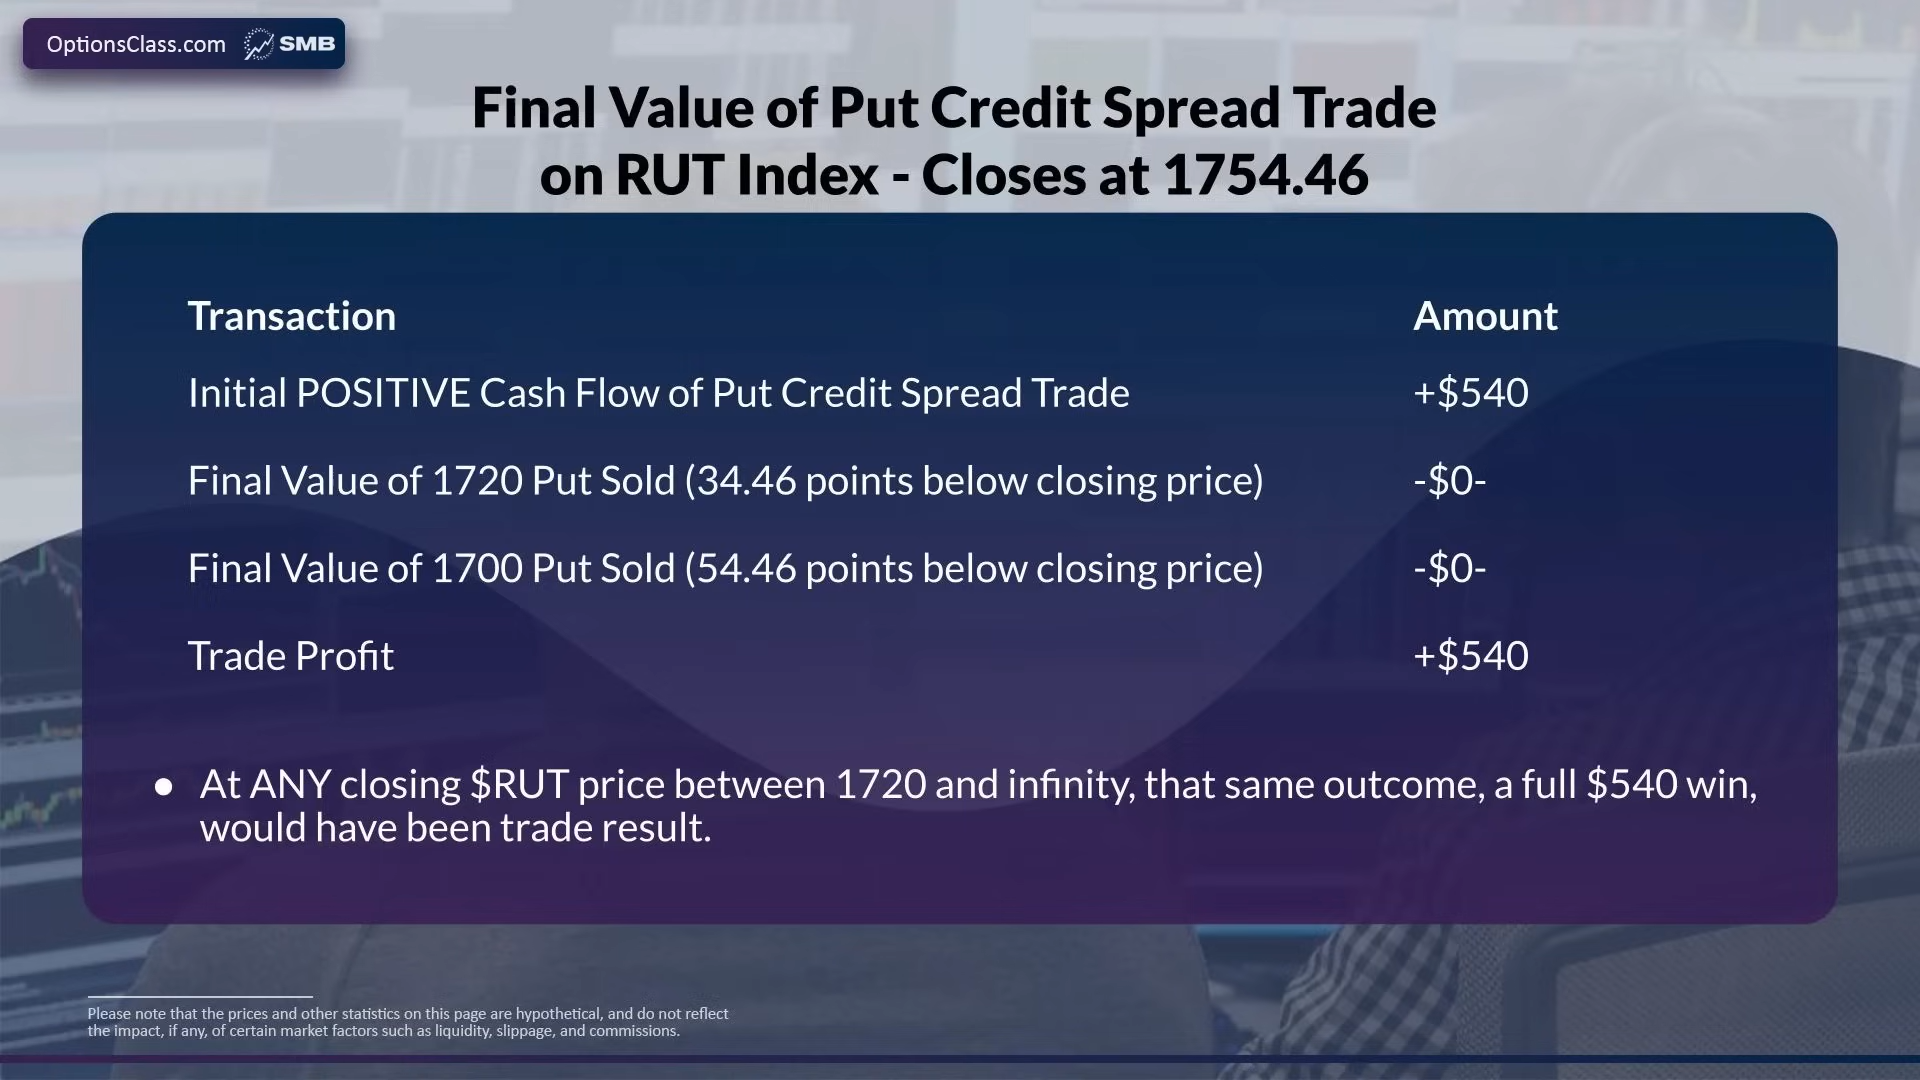 OptionsClass.com SMB
Final Value of Put Credit Spread Trade
on RUT Index - Closes at 1754.46
Transaction Amount
Initial POSITIVE Cash Flow of Put Credit Spread Trade +$540
Final Value of 1720 Put Sold (34.46 points below closing price) -$0-
Final Value of 1700 Put Sold (54.46 points below closing price) -$0-
Trade Profit +$540
● At ANY closing $RUT price between 1720 and infinity, that same outcome, a full $540 win,
would have been trade result.
Please note that the prices and other statistics on this page are hypothetical, and do not reflect
the impact, if any, of certain market factors such as liquidity, slippage, and commissions.